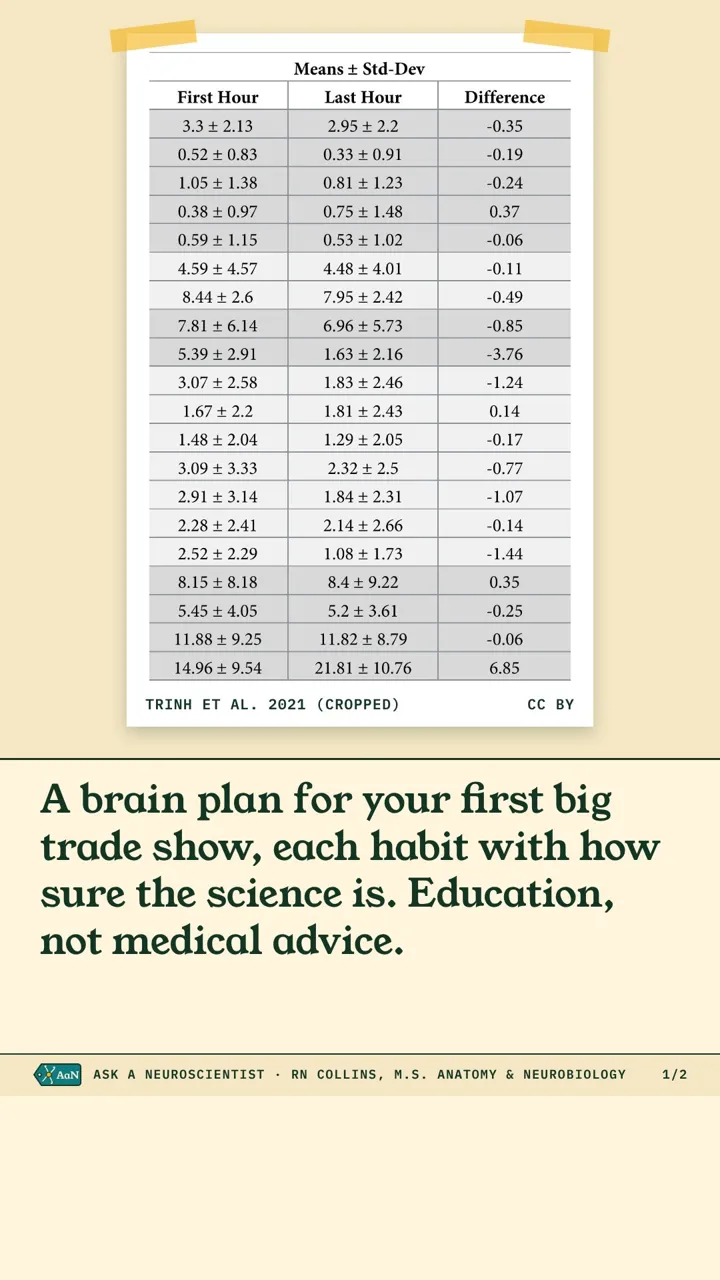 Means ± Std-Dev
First Hour Last Hour Difference
3.3 ± 2.13 2.95 ± 2.2 -0.35
0.52 ± 0.83 0.33 ± 0.91 -0.19
1.05 ± 1.38 0.81 ± 1.23 -0.24
0.38 ± 0.97 0.75 ± 1.48 0.37
0.59 ± 1.15 0.53 ± 1.02 -0.06
4.59 ± 4.57 4.48 ± 4.01 -0.11
8.44 ± 2.6 7.95 ± 2.42 -0.49
7.81 ± 6.14 6.96 ± 5.73 -0.85
5.39 ± 2.91 1.63 ± 2.16 -3.76
3.07 ± 2.58 1.83 ± 2.46 -1.24
1.67 ± 2.2 1.81 ± 2.43 0.14
1.48 ± 2.04 1.29 ± 2.05 -0.17
3.09 ± 3.33 2.32 ± 2.5 -0.77
2.91 ± 3.14 1.84 ± 2.31 -1.07
2.28 ± 2.41 2.14 ± 2.66 -0.14
2.52 ± 2.29 1.08 ± 1.73 -1.44
8.15 ± 8.18 8.4 ± 9.22 0.35
5.45 ± 4.05 5.2 ± 3.61 -0.25
11.88 ± 9.25 11.82 ± 8.79 -0.06
14.96 ± 9.54 21.81 ± 10.76 6.85
TRINH ET AL. 2021 (CROPPED) CC BY
A brain plan for your first big
trade show, each habit with how
sure the science is. Education,
not medical advice.
AaN ASK A NEUROSCIENTIST · RN COLLINS, M.S. ANATOMY & NEUROBIOLOGY 1/2